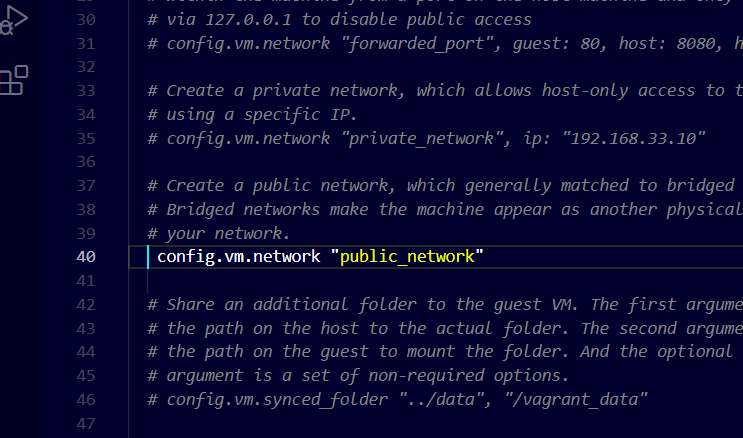 30 # via 127.0.0.1 to disable public access
31 # config.vm.network "forwarded_port", guest: 80, host: 8080, h
32
33 # Create a private network, which allows host-only access to t
34 # using a specific IP.
35 # config.vm.network "private_network", ip: "192.168.33.10"
36
37 # Create a public network, which generally matched to bridged
38 # Bridged networks make the machine appear as another physical
39 # your network.
40 config.vm.network "public_network"
41
42 # Share an additional folder to the guest VM. The first argume
43 # the path on the host to the actual folder. The second argume
44 # the path on the guest to mount the folder. And the optional
45 # argument is a set of non-required options.
46 # config.vm.synced_folder "../data", "/vagrant_data"
47